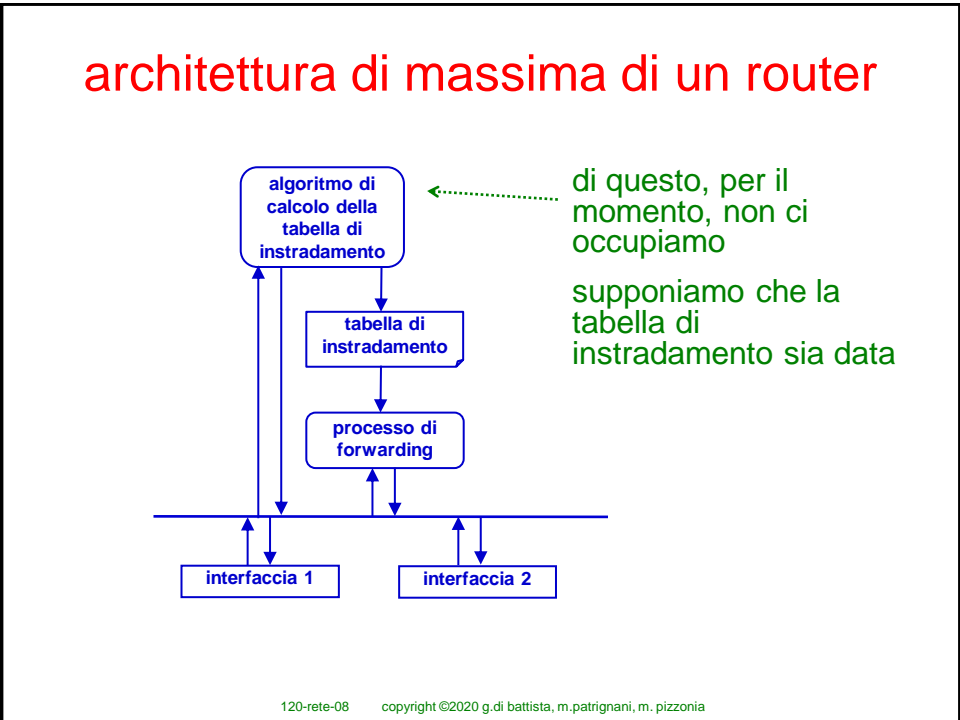 architettura di massima di un router
algoritmo di
calcolo della
tabella di
instradamento
di questo, per il
momento, non ci
occupiamo
supponiamo che la
tabella di
instradamento sia data
tabella di
instradamento
processo di
forwarding
interfaccia 1
interfaccia 2
120-rete-08 copyright ©2020 g.di battista, m.patrignani, m. pizzonia